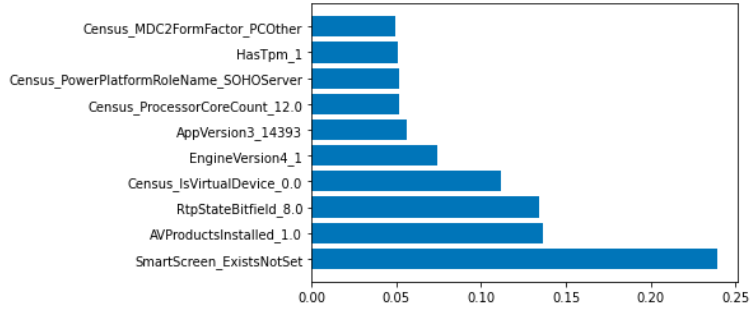 Census_MDC2FormFactor_PCOther
HasTpm_1
Census_PowerPlatformRoleName_SOHOServer
Census_ProcessorCoreCount_12.0
AppVersion3_14393
EngineVersion4_1
Census_IsVirtualDevice_0.0
RtpStateBitfield_8.0
AVProductsInstalled_1.0
SmartScreen_ExistsNotSet
0.00 0.05 0.10 0.15 0.20 0.25